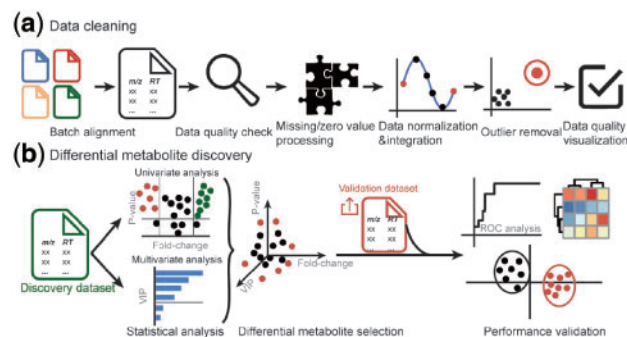 (a) Data cleaning
m/z RT
xx xx
xx xx
... ...
Batch alignment
Data quality check
Missing/zero value
processing
Data normalization
&integration
Outlier removal
Data quality
visualization
(b) Differential metabolite discovery
Univariate analysis
P-value
Fold-change
m/z RT
xx xx
xx xx
... ...
Discovery dataset
Multivariate analysis
VIP
Statistical analysis
P-value
Fold-change
VIP
Differential metabolite selection
Validation dataset
m/z RT
xx xx
xx xx
... ...
ROC analysis
Performance validation